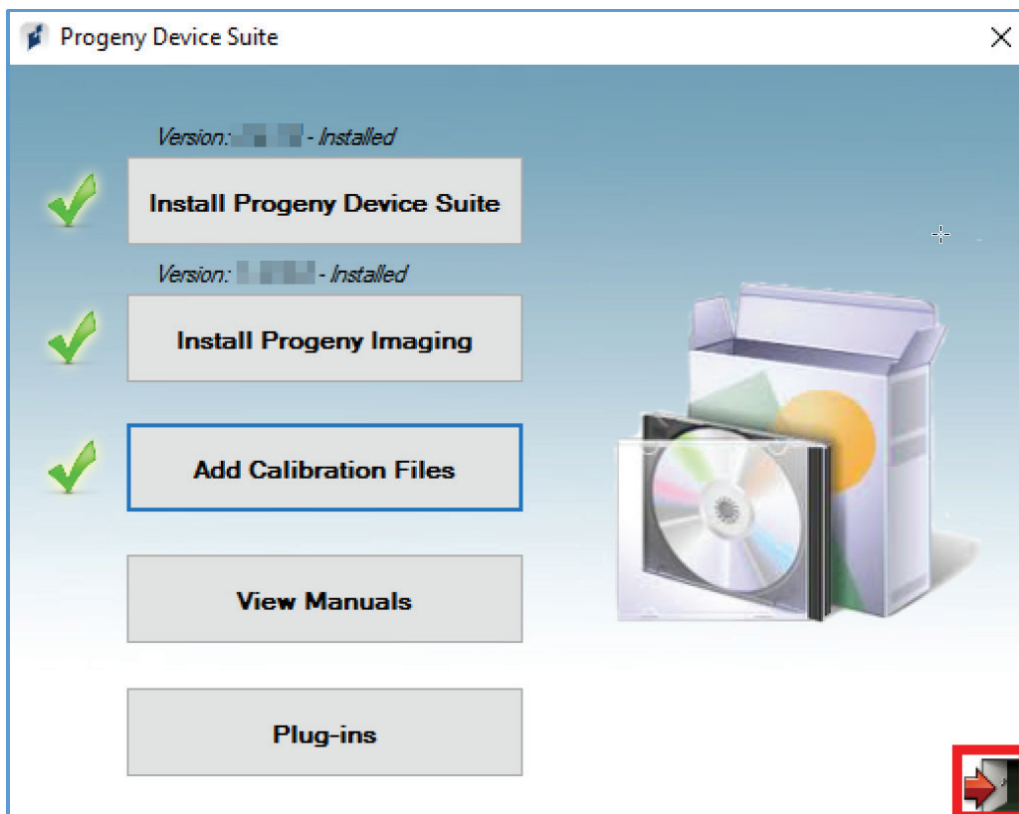 Progeny Device Suite
Version: - Installed
Install Progeny Device Suite
Version: - Installed
Install Progeny Imaging
Add Calibration Files
View Manuals
Plug-ins